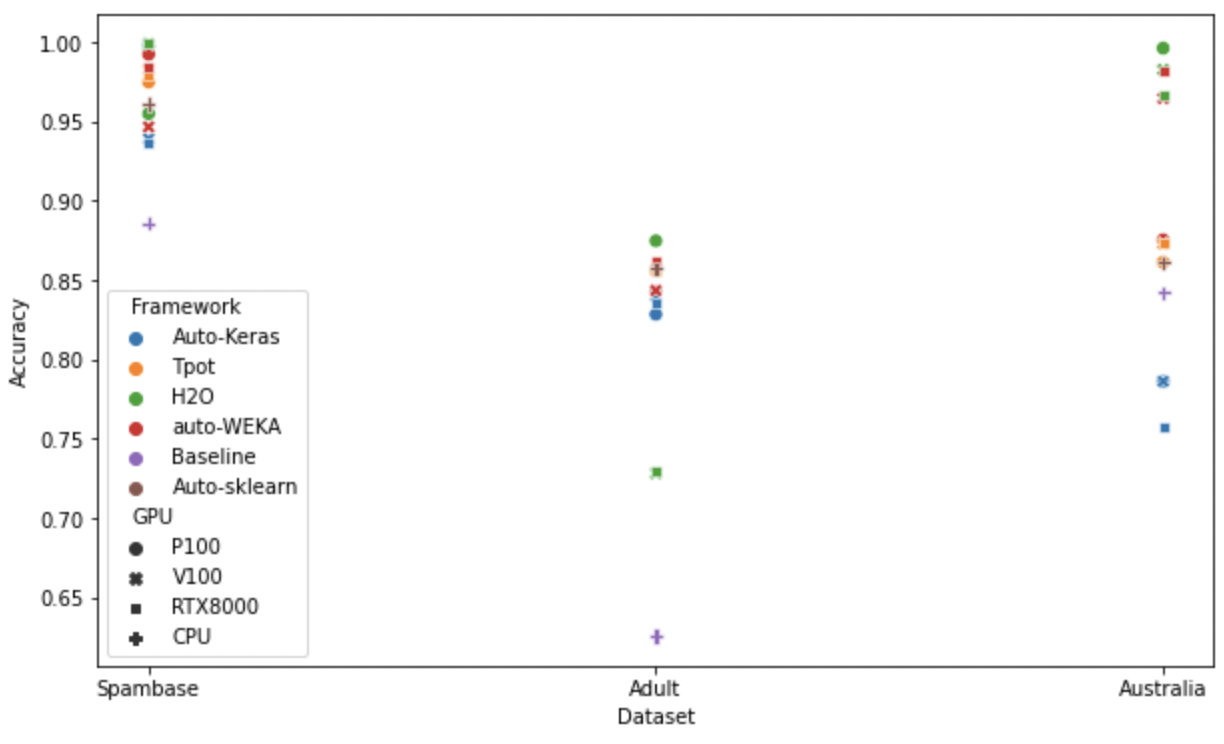 1.00
0.95
0.90
0.85
0.80
0.75
0.70
0.65
Accuracy
Framework
Auto-Keras
Tpot
H2O
auto-WEKA
Baseline
Auto-sklearn
GPU
P100
V100
RTX8000
CPU
Spambase Adult Australia
Dataset